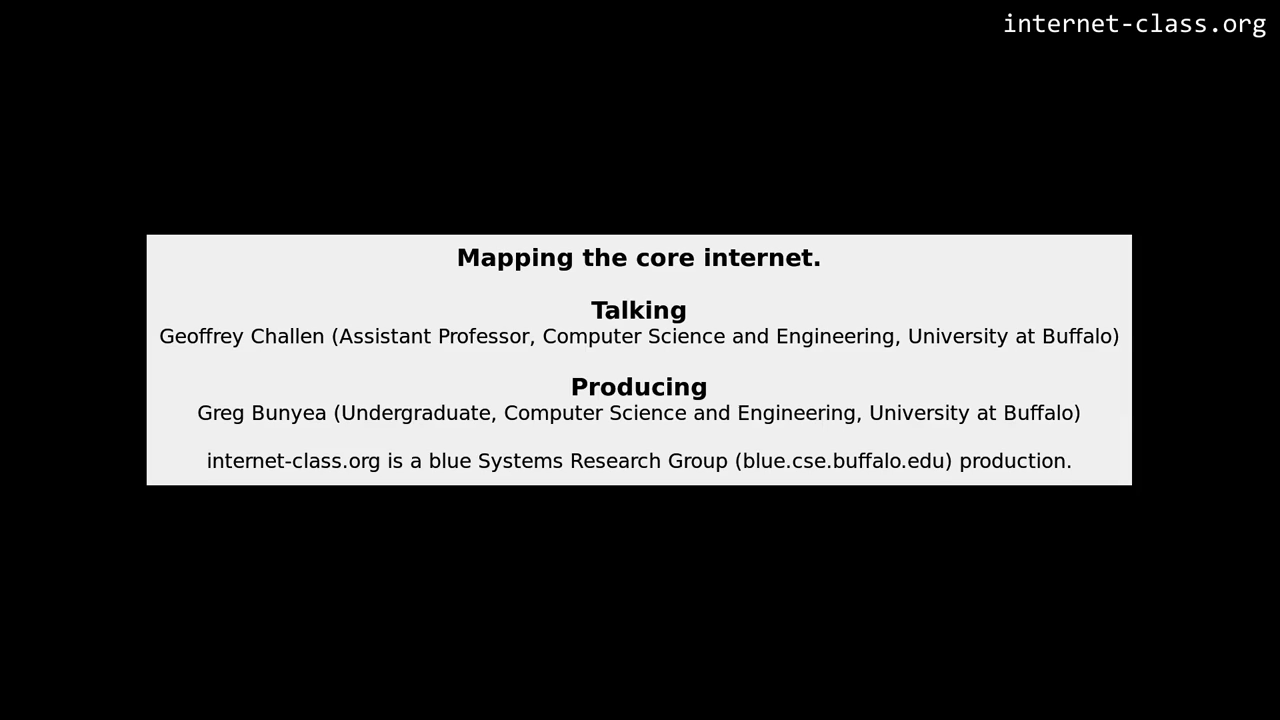 internet-class.org
Mapping the core internet.
Talking
Geoffrey Challen (Assistant Professor, Computer Science and Engineering, University at Buffalo)
Producing
Greg Bunyea (Undergraduate, Computer Science and Engineering, University at Buffalo)
internet-class.org is a blue Systems Research Group (blue.cse.buffalo.edu) production.